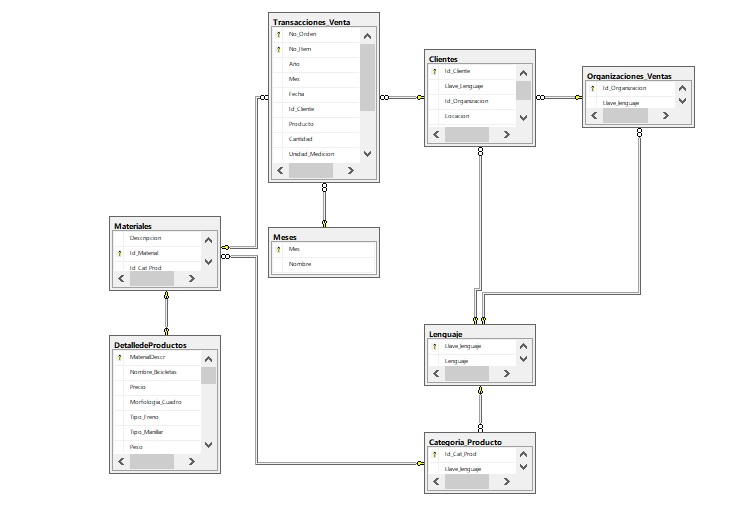 Transacciones_Venta
No_Orden
No_Item
Año
Mes
Fecha
Id_Cliente
Producto
Cantidad
Unidad_Medicion
Clientes
Id_Cliente
Llave_Lenguaje
Id_Organizacion
Locacion
Organizaciones_Ventas
Id_Organizacion
Llave_lenguaje
Materiales
Descripcion
Id_Material
Id_Cat_Prod
Meses
Mes
Nombre
DetalledeProductos
MaterialDescr
Nombre_Bicicletas
Precio
Morfologia_Cuadro
Tipo_Freno
Tipo_Manillar
Peso
Lenguaje
Llave_lenguaje
Lenguaje
Categoria_Producto
Id_Cat_Prod
Llave_lenguaje